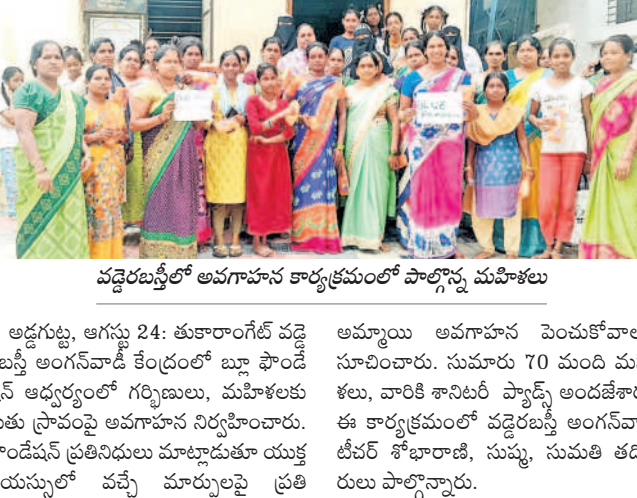 వడ్డెరబస్తీలో అవగాహన కార్యక్రమంలో పాల్గొన్న మహిళలు
అడ్డగుట్ట, ఆగస్టు 24: తుకారాంగేట్ వడ్డె
బస్తీ అంగన్‌వాడీ కేంద్రంలో బ్లూ ఫౌండే
న్ ఆధ్వర్యంలో గర్భిణులు, మహిళలకు
తు స్రావంపై అవగాహన నిర్వహించారు.
ండేషన్ ప్రతినిధులు మాట్లాడుతూ యుక్త
యస్సులో వచ్చే మార్పులపై ప్రతి
అమ్మాయి అవగాహన పెంచుకోవాల
సూచించారు. సుమారు 70 మంది మ
ళలు, వారికి శానిటరీ ప్యాడ్స్ అందజేశార
ఈ కార్యక్రమంలో వడ్డెరబస్తీ అంగన్‌వా
టీచర్ శోభారాణి, సుష్మ, సుమతి తది
రులు పాల్గొన్నారు.